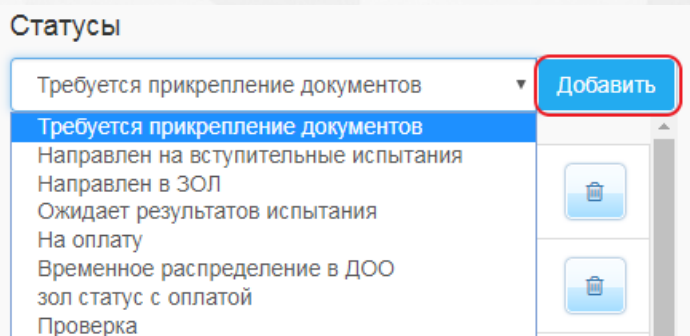 Статусы
Требуется прикрепление документов
Добавить
Требуется прикрепление документов
Направлен на вступительные испытания
Направлен в ЗОЛ
Ожидает результатов испытания
На оплату
Временное распределение в ДОО
зол статус с оплатой
Проверка